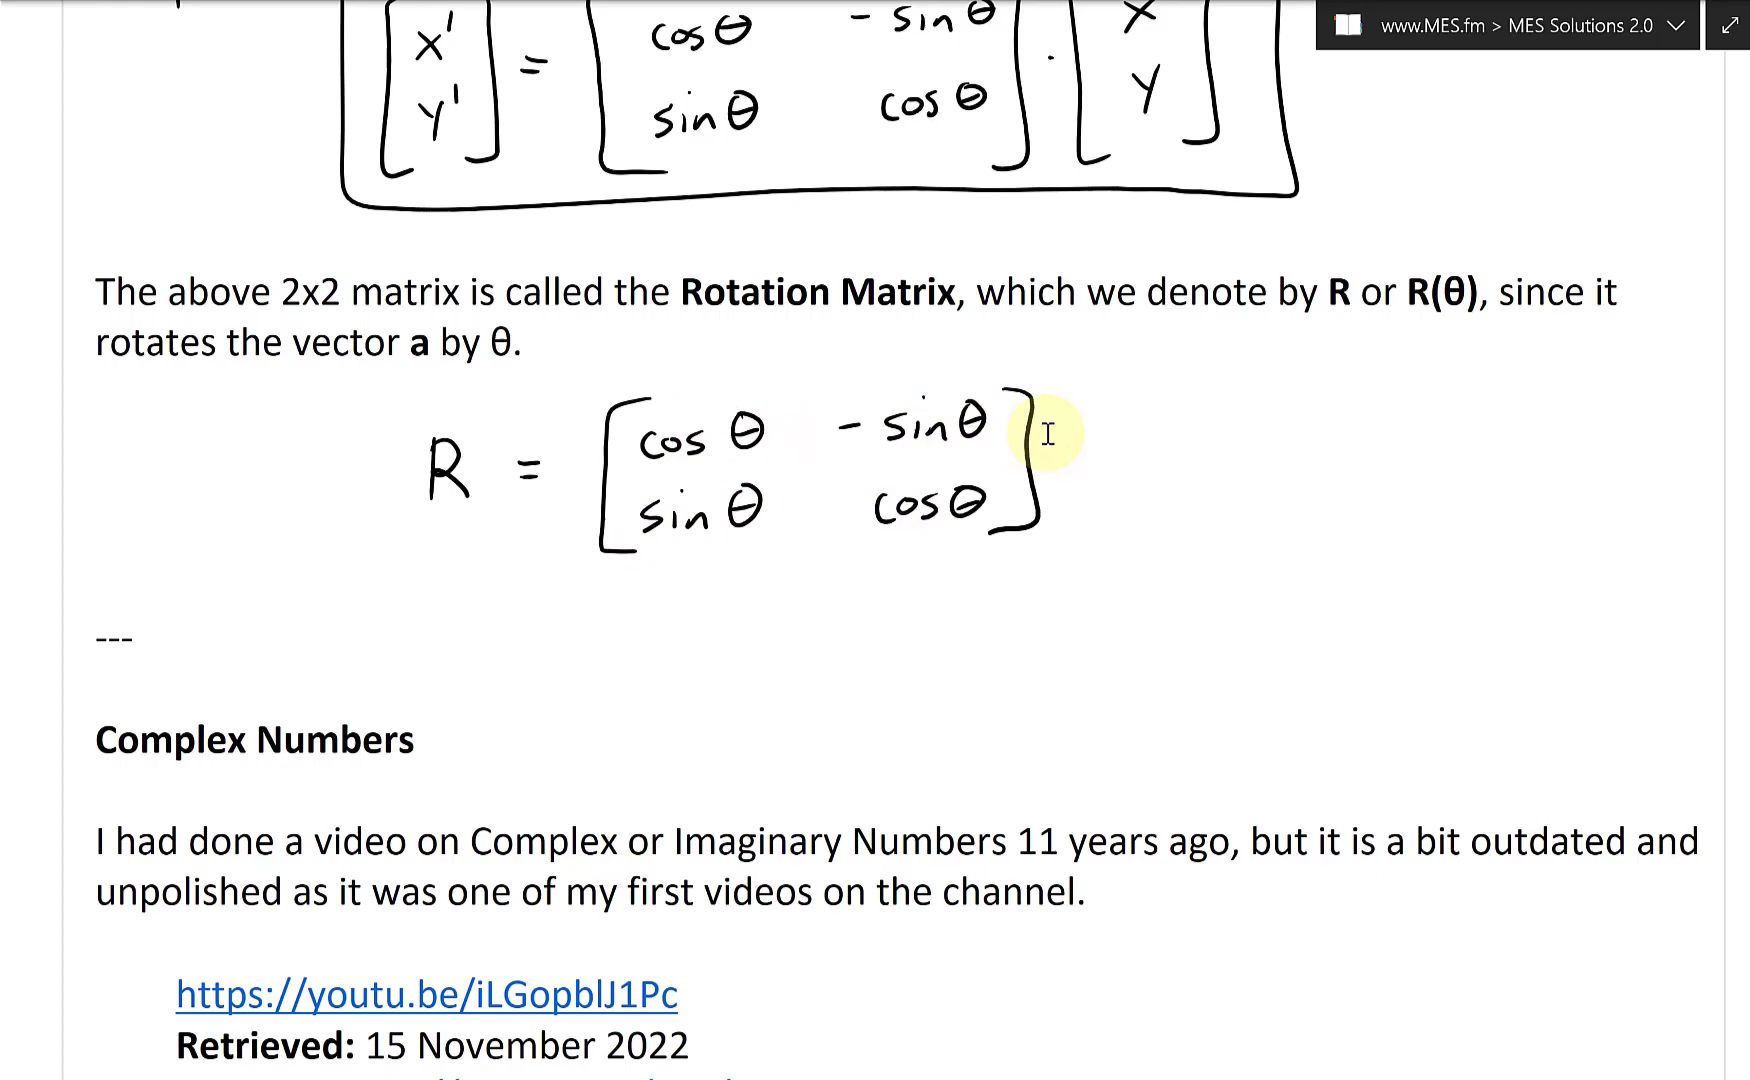 www.MES.fm > MES Solutions 2.0
[x' y'] = [cos θ - sin θ
sin θ cos θ] · [x y]
The above 2x2 matrix is called the Rotation Matrix, which we denote by R or R(θ), since it
rotates the vector a by θ.
R = [cos θ - sin θ
sin θ cos θ]
---
Complex Numbers
I had done a video on Complex or Imaginary Numbers 11 years ago, but it is a bit outdated and
unpolished as it was one of my first videos on the channel.
https://youtu.be/iLGopblJ1Pc
Retrieved: 15 November 2022